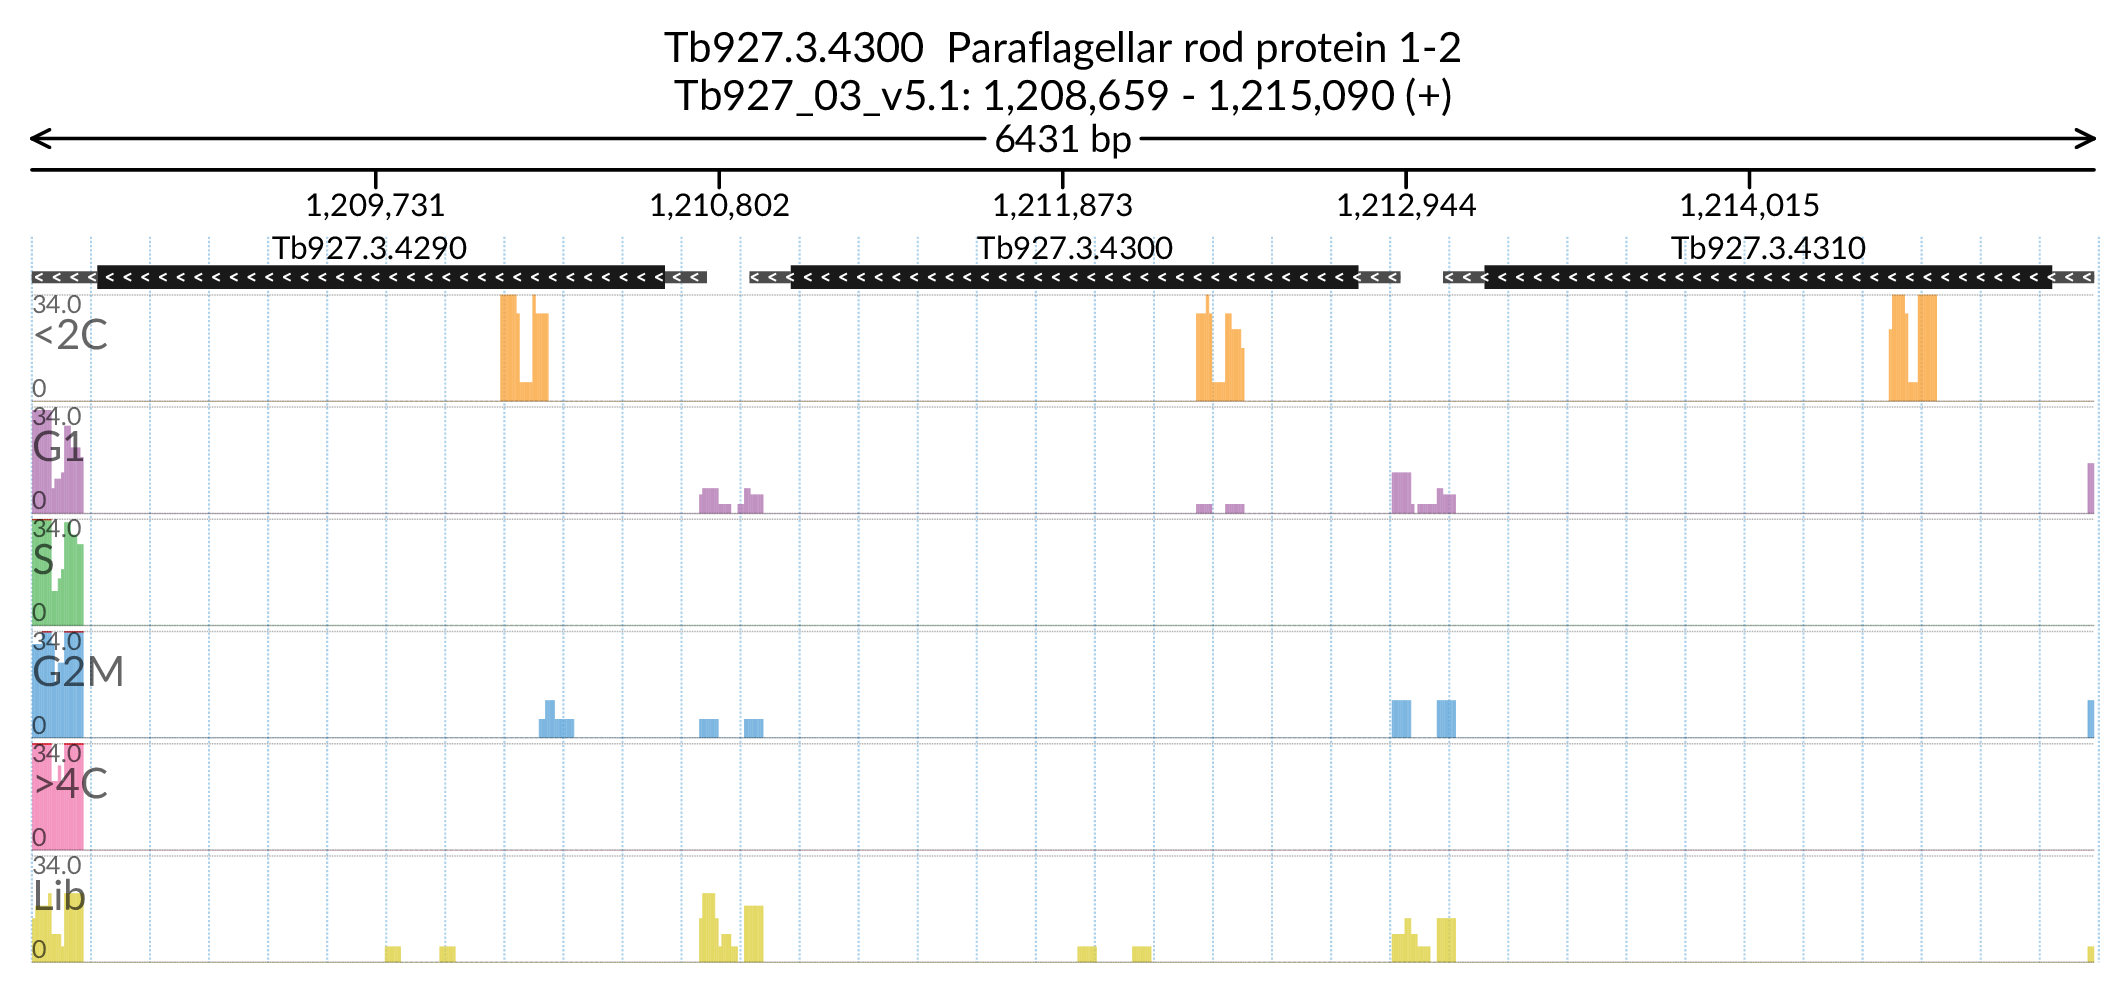 Tb927.3.4300  Paraflagellar rod protein 1-2
Tb927_03_v5.1: 1,208,659 - 1,215,090 (+)
6431 bp
1,209,731 1,210,802 1,211,873 1,212,944 1,214,015
Tb927.3.4290 Tb927.3.4300 Tb927.3.4310
34.0
<2C
0
34.0
G1
0
34.0
S
0
34.0
G2M
0
34.0
>4C
0
34.0
Lib
0